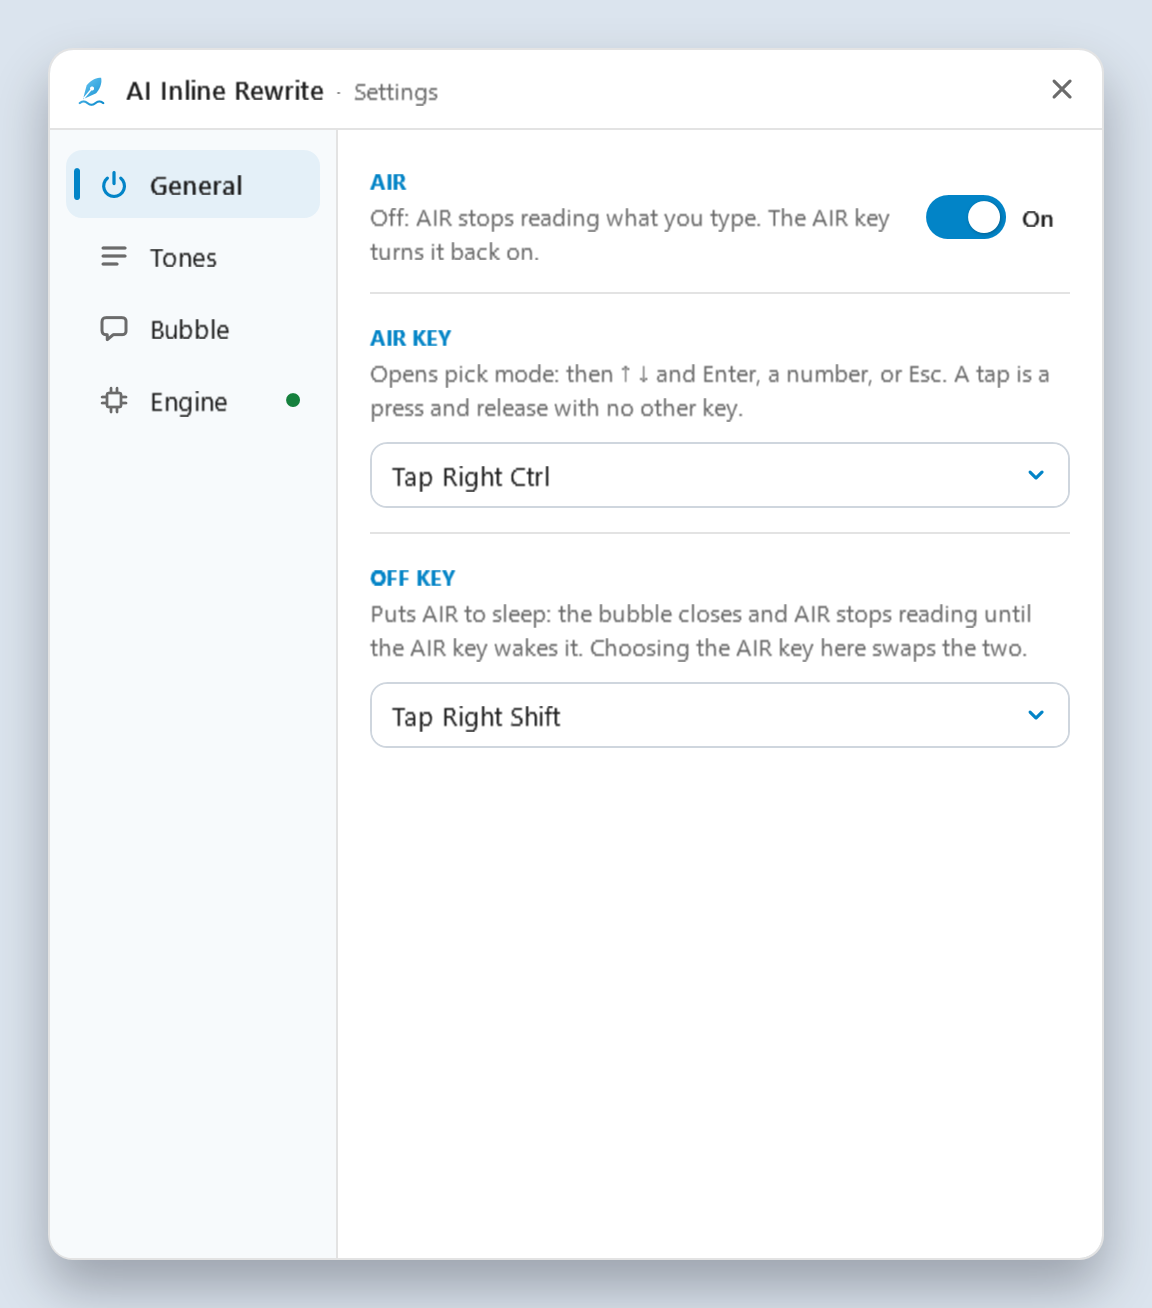 AI Inline Rewrite · Settings
General
Tones
Bubble
Engine
AIR
Off: AIR stops reading what you type. The AIR key
turns it back on.
On
AIR KEY
Opens pick mode: then ↑ ↓ and Enter, a number, or Esc. A tap is a
press and release with no other key.
Tap Right Ctrl
OFF KEY
Puts AIR to sleep: the bubble closes and AIR stops reading until
the AIR key wakes it. Choosing the AIR key here swaps the two.
Tap Right Shift